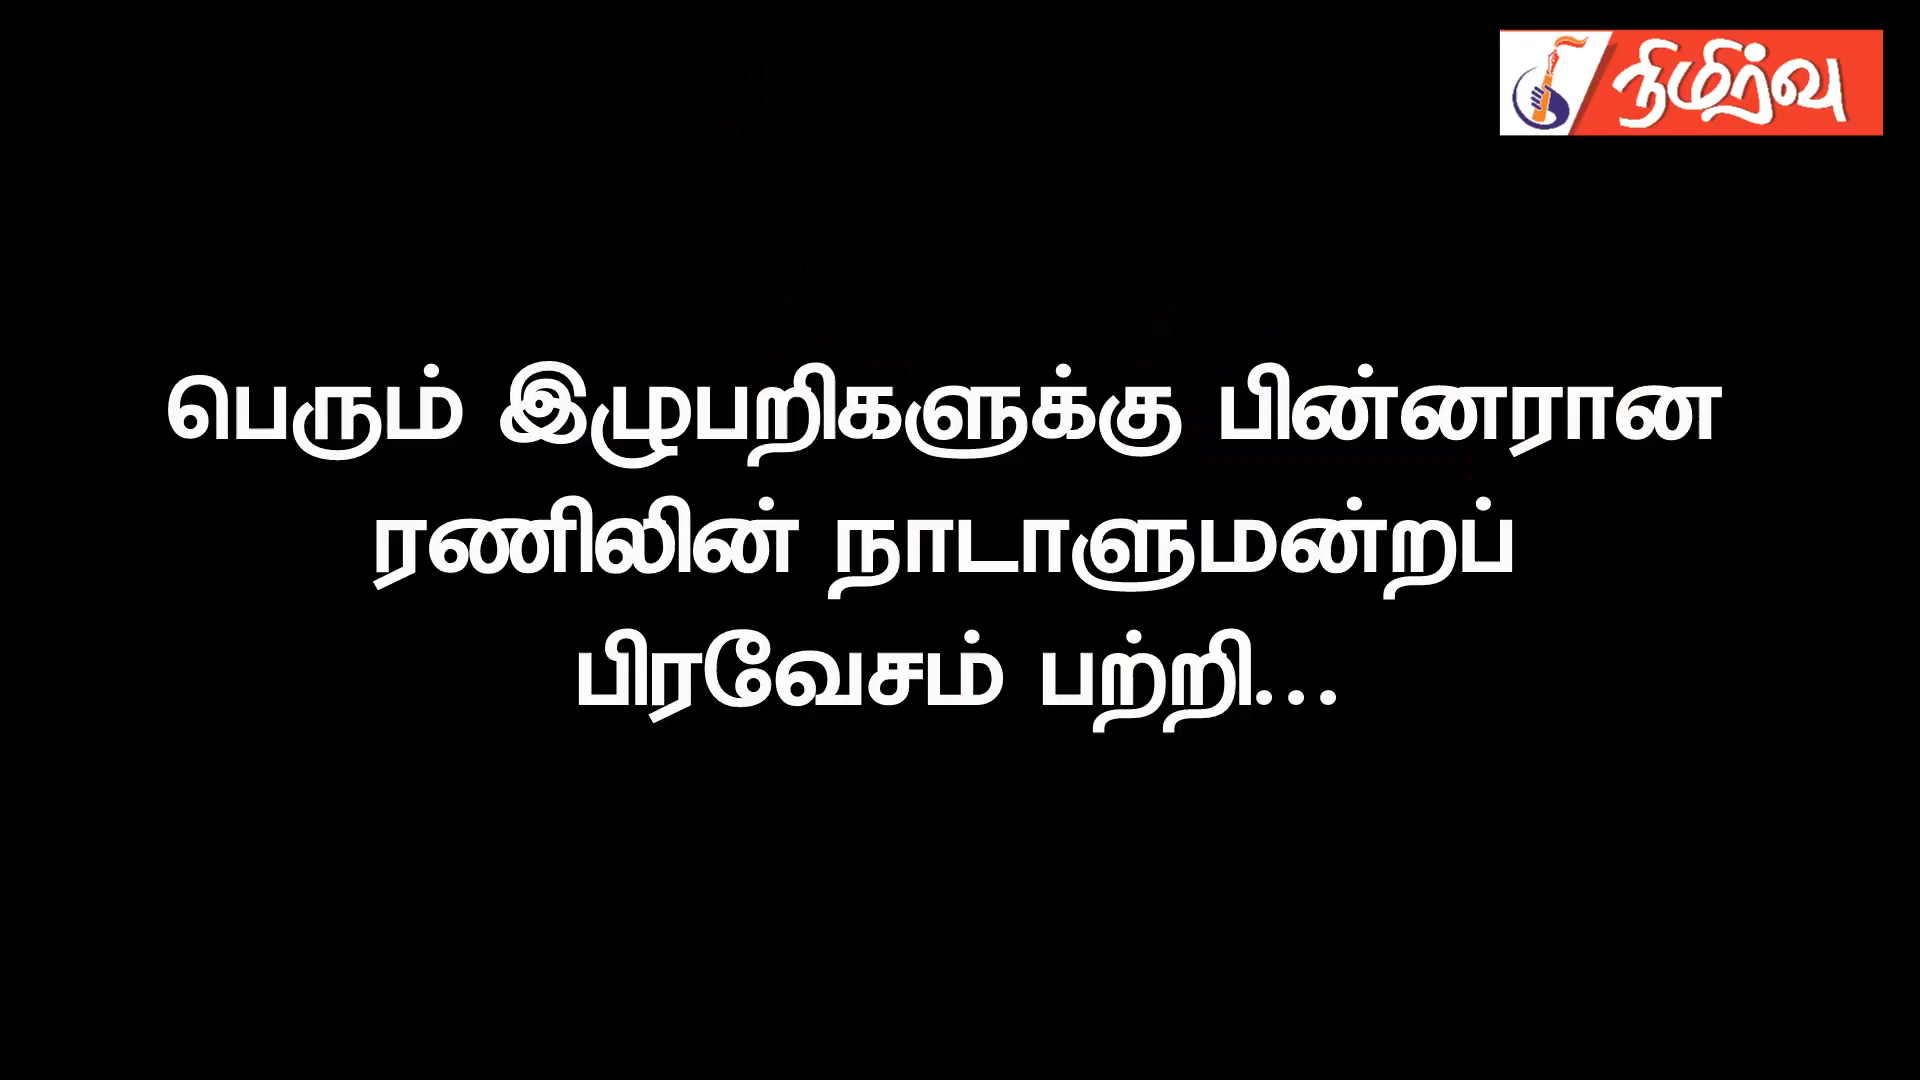 நிமிர்வு
பெரும் இழுபறிகளுக்கு பின்னரான
ரணிலின் நாடாளுமன்றப்
பிரவேசம் பற்றி...